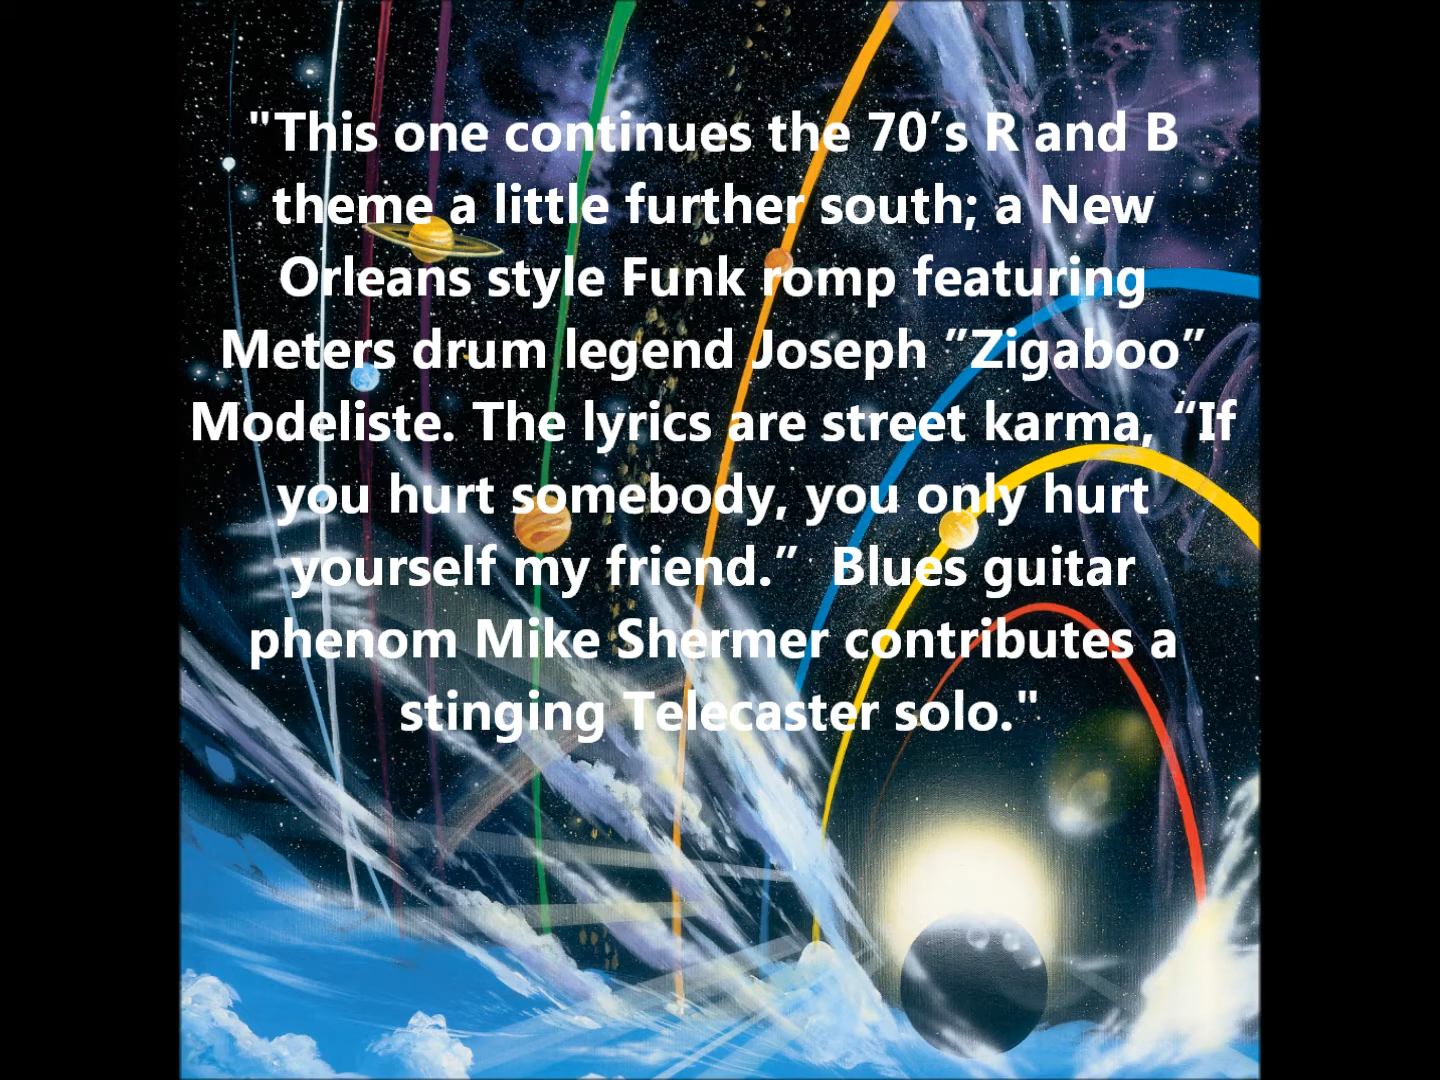 "This one continues the 70’s R and B
theme a little further south; a New
Orleans style Funk romp featuring
Meters drum legend Joseph ”Zigaboo”
Modeliste. The lyrics are street karma, “If
you hurt somebody, you only hurt
yourself my friend.”  Blues guitar
phenom Mike Shermer contributes a
stinging Telecaster solo."